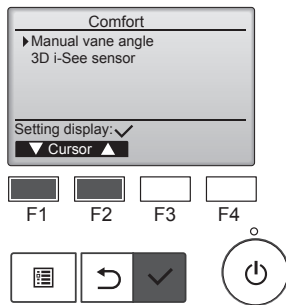 Comfort
Manual vane angle
3D i-See sensor
Setting display:
Cursor
F1 F2 F3 F4